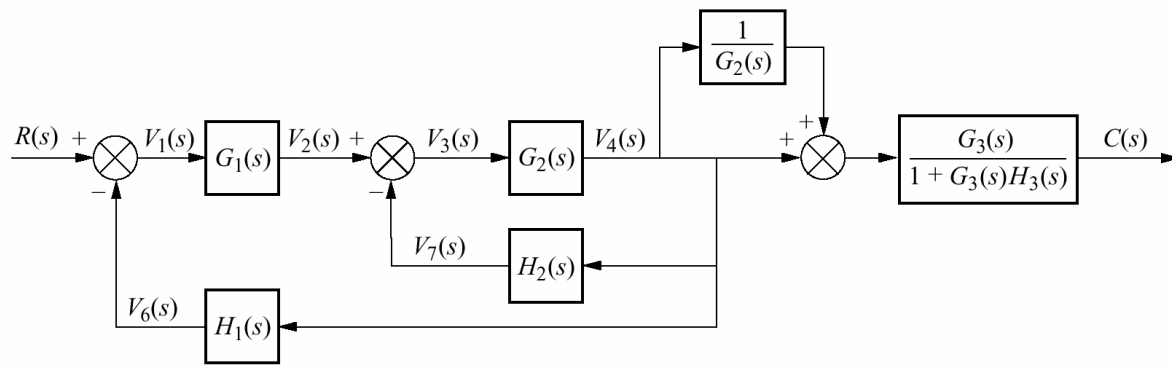 1
G2(s)
R(s) + V1(s) G1(s) V2(s) + V3(s) G2(s) V4(s) + + G3(s) C(s)
1 + G3(s)H3(s)
− −
V7(s) H2(s)
V6(s) H1(s)